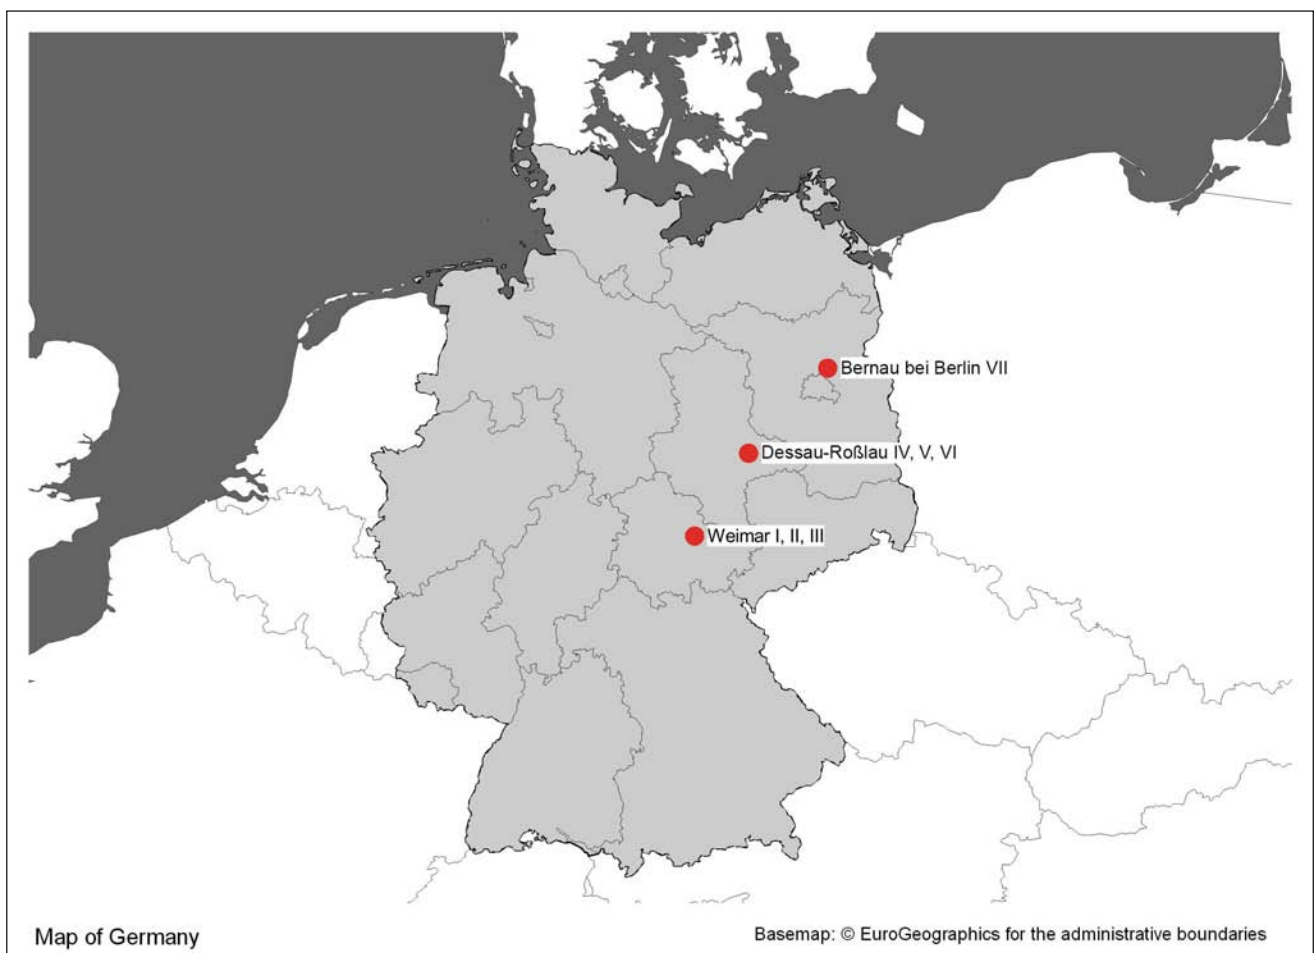 Bernau bei Berlin VII
Dessau-Roßlau IV, V, VI
Weimar I, II, III
Map of Germany
Basemap: © EuroGeographics for the administrative boundaries